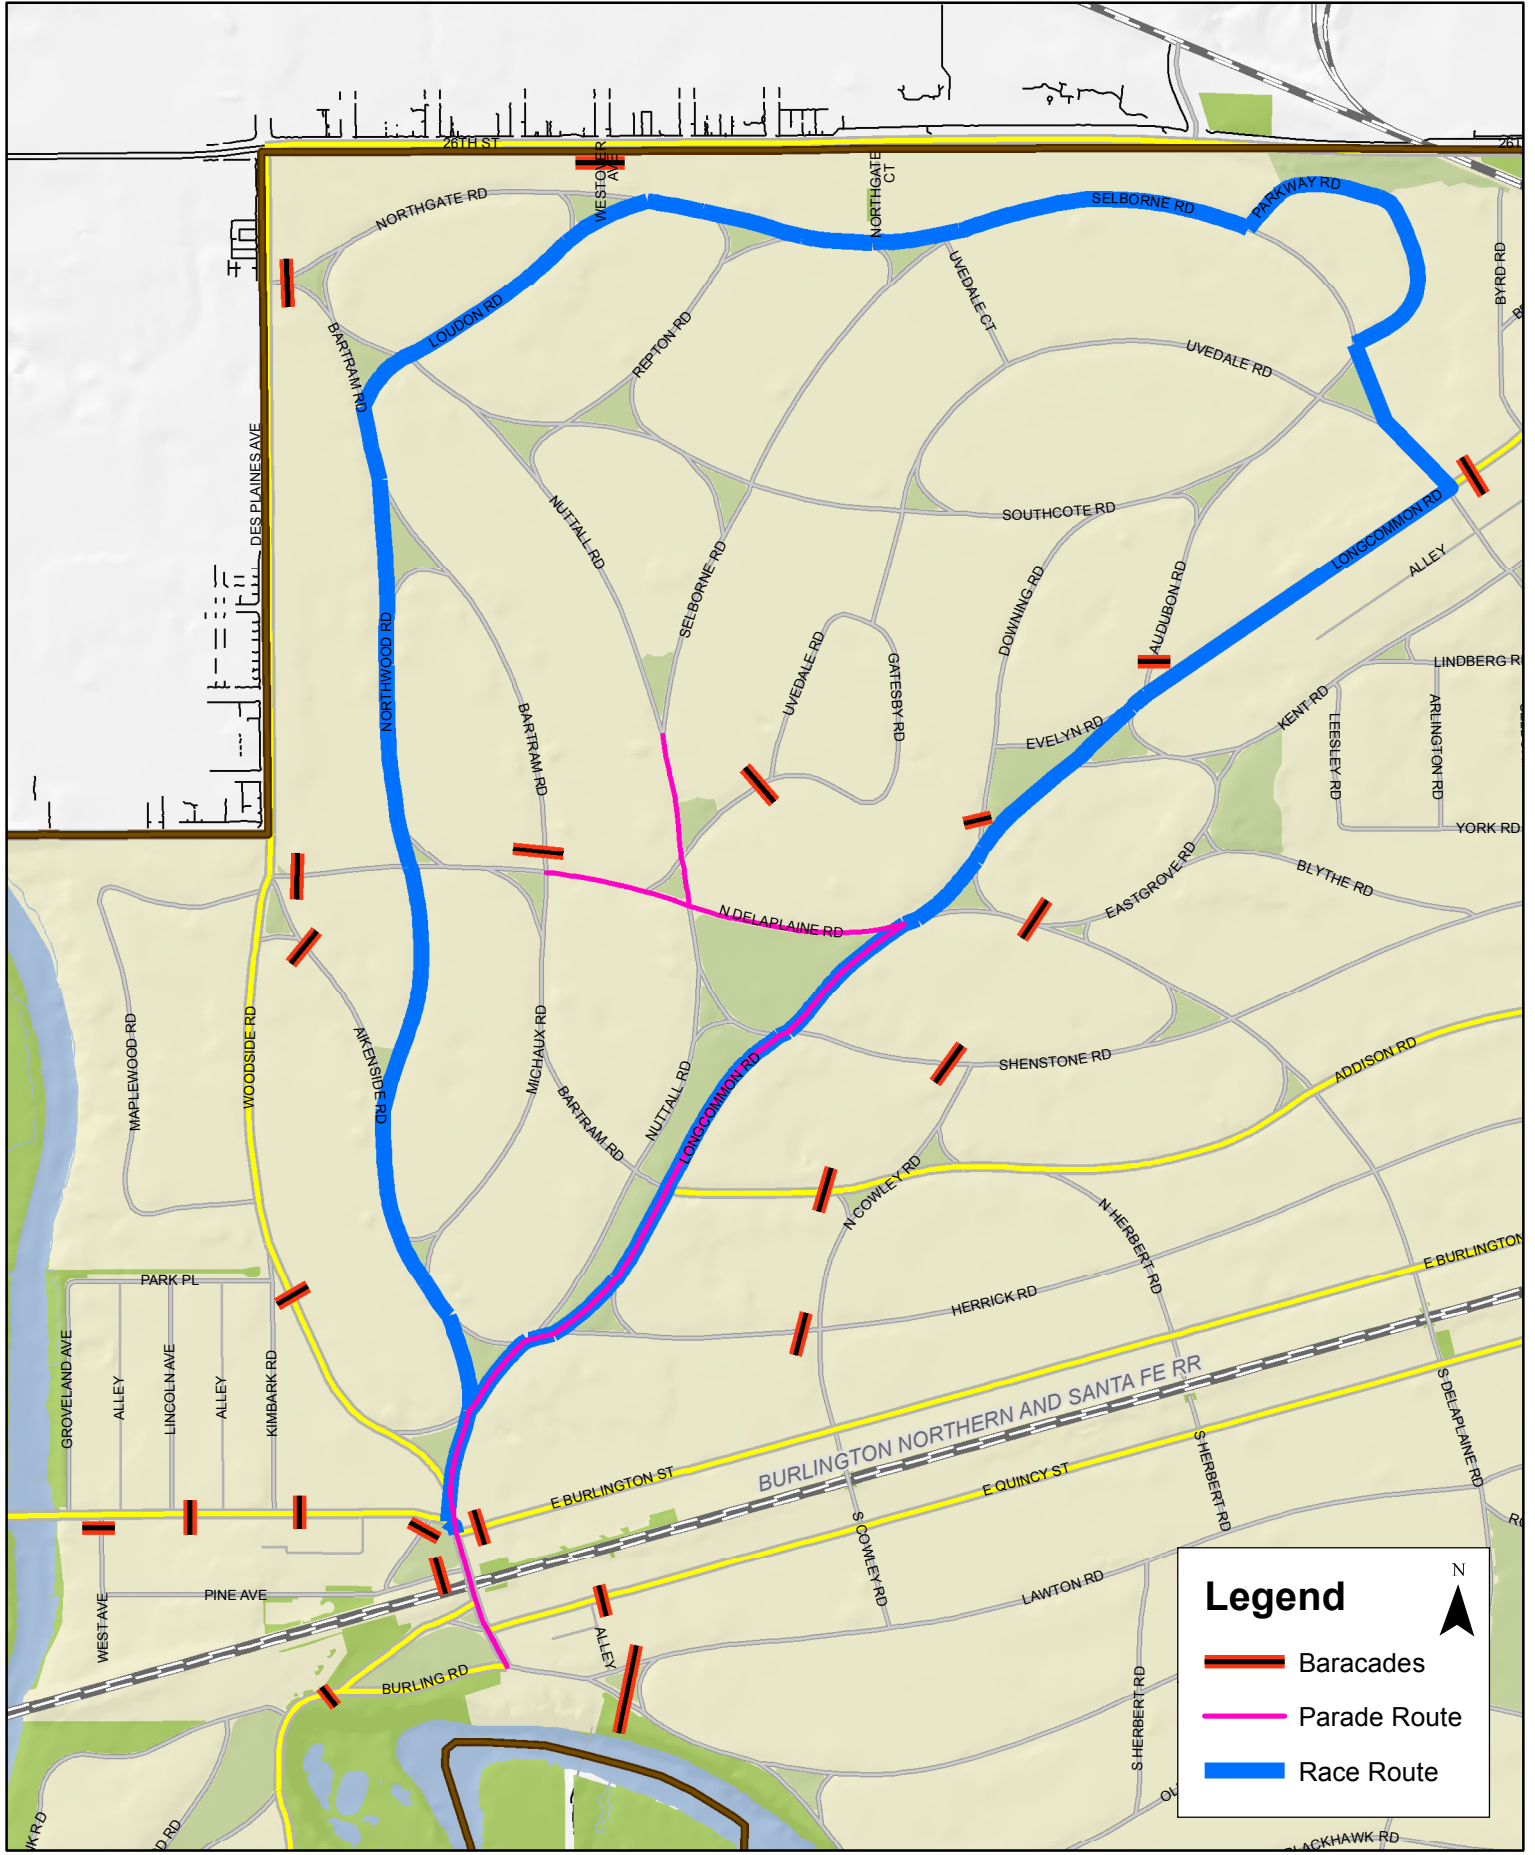 26TH ST
WESTOVER
AVE
NORTHGATE
CT
NORTHGATE RD
SELBORNE RD
PARKWAY RD
BYRD RD
UVEDALE CT
LOUDON RD
BARTRAM RD
REPTON RD
UVEDALE RD
DES PLAINES AVE
NUTTALL RD
SOUTHCOTE RD
LONGCOMMON RD
ALLEY
SELBORNE RD
DOWNING RD
AUDUBON RD
NORTHWOOD RD
UVEDALE RD
GATESBY RD
LINDBERG R
KENT RD
LEESLEY RD
ARLINGTON RD
BARTRAM RD
EVELYN RD
YORK RD
EASTGROVE RD
BLYTHE RD
N DELAPLAINE RD
MAPLEWOOD RD
WOODSIDE RD
AIKENSIDE RD
MICHAUX RD
BARTRAM RD
NUTTALL RD
LONGCOMMON RD
SHENSTONE RD
ADDISON RD
N COWLEY RD
N HERBERT RD
E BURLINGTON
PARK PL
HERRICK RD
GROVELAND AVE
ALLEY
LINCOLN AVE
ALLEY
KIMBARK RD
BURLINGTON NORTHERN AND SANTA FE RR
S DELAPLAINE RD
E BURLINGTON ST
E QUINCY ST
S HERBERT RD
S COWLEY RD
PINE AVE
WEST AVE
LAWTON RD
ALLEY
BURLING RD
S HERBERT RD
N
Legend
Baracades
Parade Route
Race Route
LACKHAWK RD